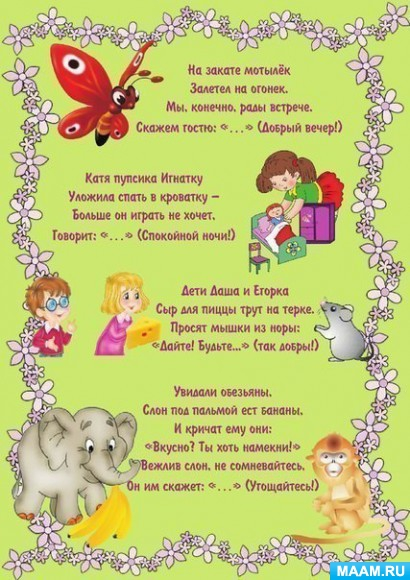 На закате мотылёк
Залетел на огонек.
Мы, конечно, рады встрече.
Скажем гостю: «…» (Добрый вечер!)
Катя пупсика Игнатку
Уложила спать в кроватку –
Больше он играть не хочет.
Говорит: «…» (Спокойной ночи!)
Дети Даша и Егорка
Сыр для пиццы трут на терке.
Просят мышки из норы:
«Дайте! Будьте...» (так добры!)
Увидали обезьяны,
Слон под пальмой ест бананы.
И кричат ему они:
«Вкусно? Ты хоть намекни!»
Вежлив слон, не сомневайтесь,
Он им скажет: «…» (Угощайтесь!)
MAAM.RU